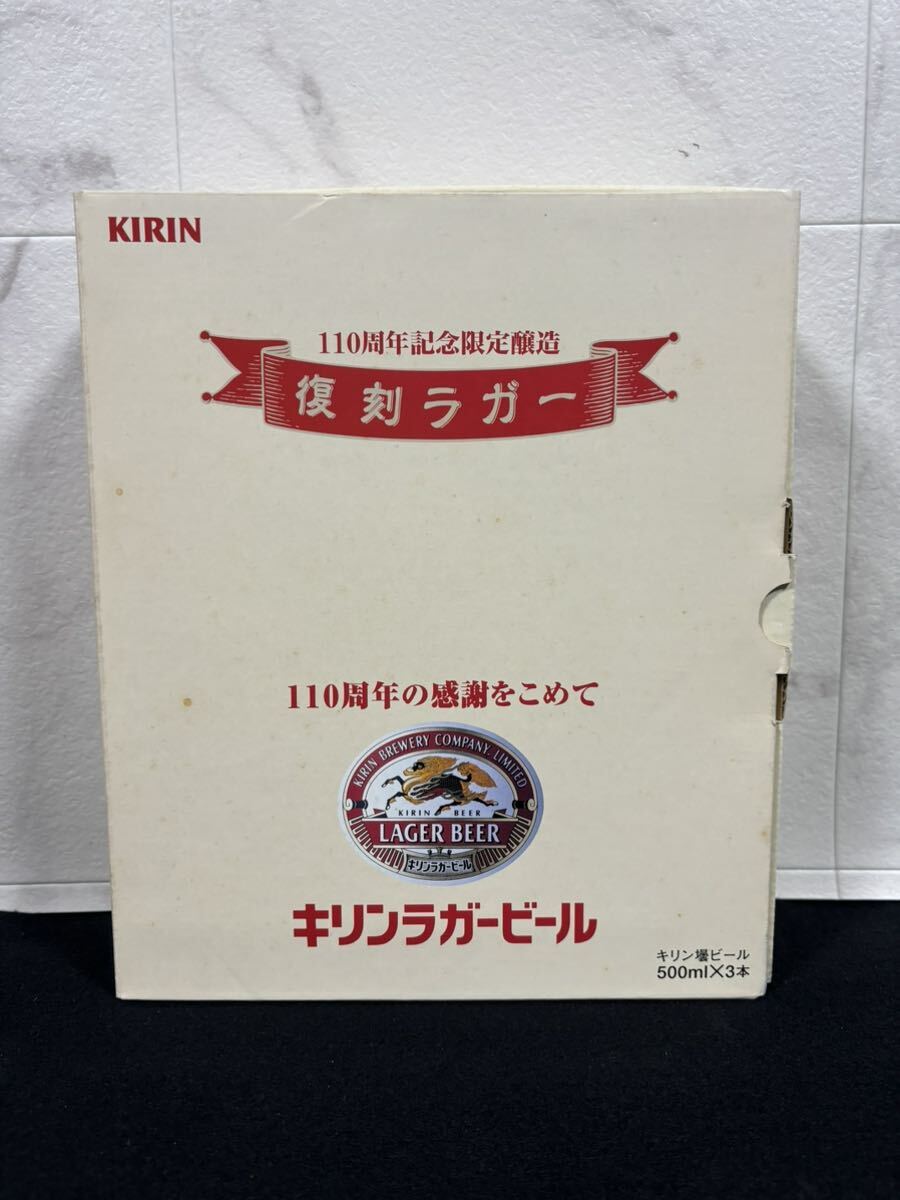 KIRIN
110周年記念限定醸造
復刻ラガー
110周年の感謝をこめて
KIRIN BREWERY COMPANY, LIMITED
KIRIN BEER
LAGER BEER
キリンラガービール
キリンラガービール
キリン壜ビール
500ml×3本